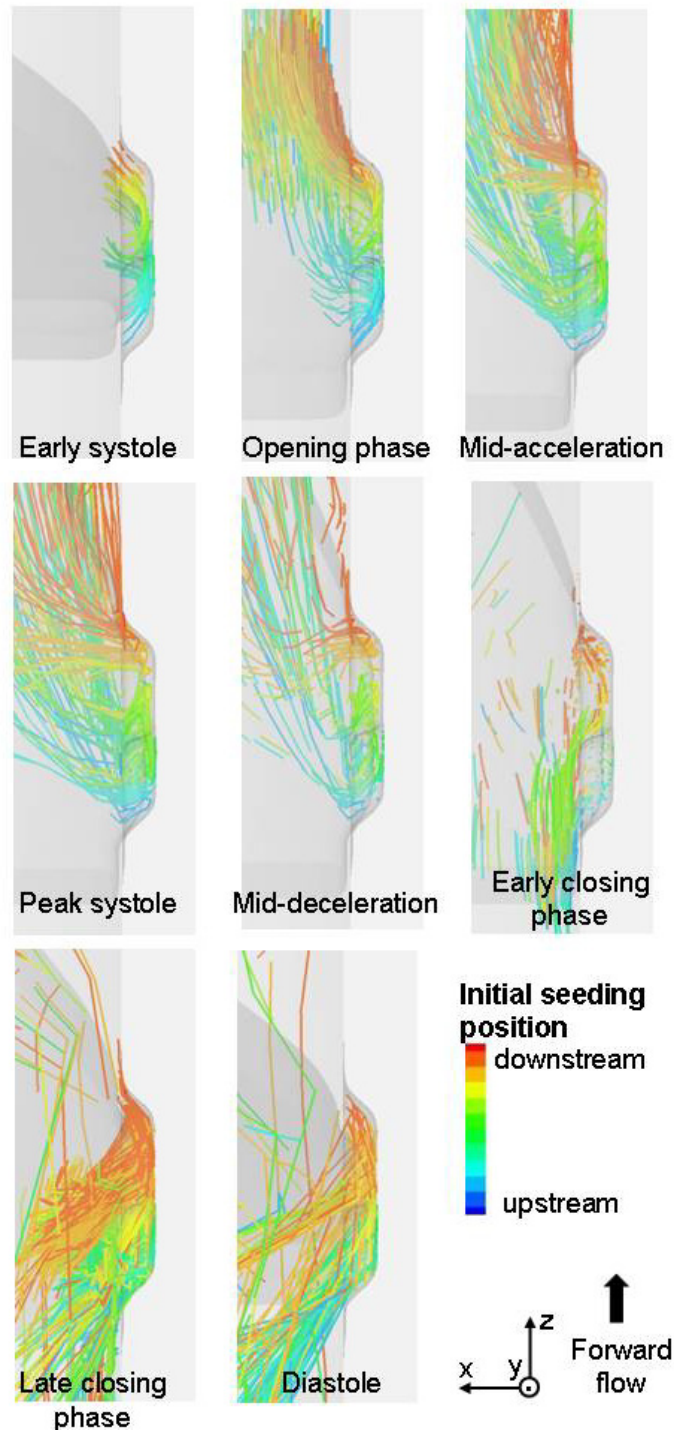 Early systole
Opening phase
Mid-acceleration
Peak systole
Mid-deceleration
Early closing
phase
Late closing
phase
Diastole
Initial seeding
position
downstream
upstream
z
x
y
Forward
flow